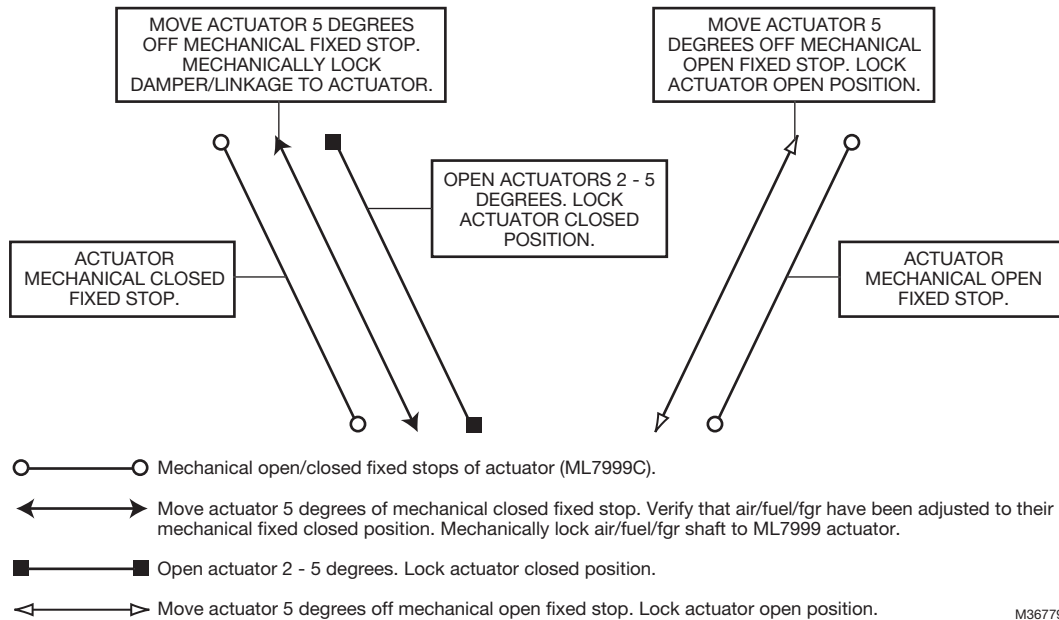 MOVE ACTUATOR 5 DEGREES
OFF MECHANICAL FIXED STOP.
MECHANICALLY LOCK
DAMPER/LINKAGE TO ACTUATOR.
MOVE ACTUATOR 5
DEGREES OFF MECHANICAL
OPEN FIXED STOP. LOCK
ACTUATOR OPEN POSITION.
OPEN ACTUATORS 2 - 5
DEGREES. LOCK
ACTUATOR CLOSED
POSITION.
ACTUATOR
MECHANICAL CLOSED
FIXED STOP.
ACTUATOR
MECHANICAL OPEN
FIXED STOP.
Mechanical open/closed fixed stops of actuator (ML7999C).
Move actuator 5 degrees of mechanical closed fixed stop. Verify that air/fuel/fgr have been adjusted to their
mechanical fixed closed position. Mechanically lock air/fuel/fgr shaft to ML7999 actuator.
Open actuator 2 - 5 degrees. Lock actuator closed position.
Move actuator 5 degrees off mechanical open fixed stop. Lock actuator open position.
M36779